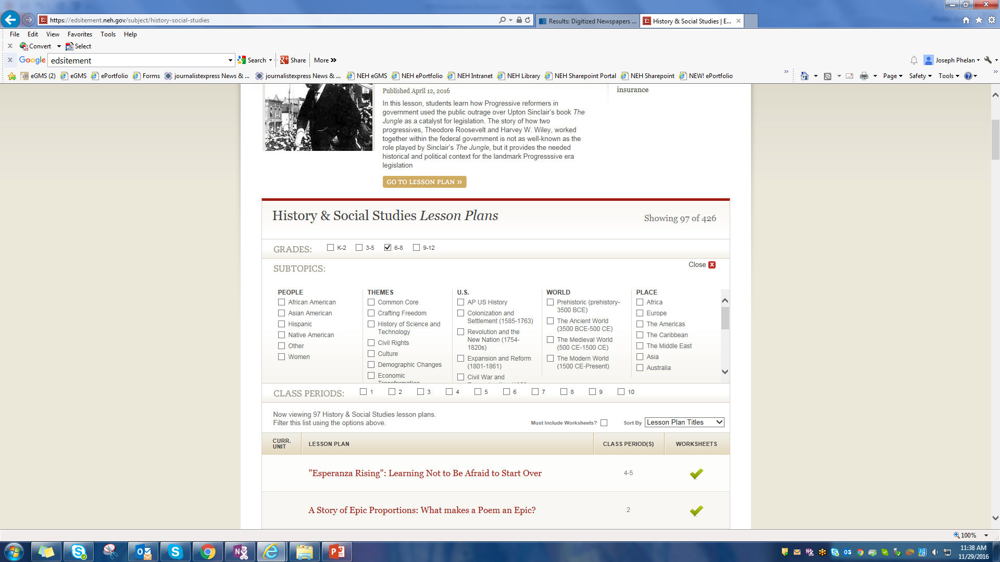 https://edsitement.neh.gov/subject/history-social-studies
Results: Digitized Newspapers ...
History & Social Studies | E...
File Edit View Favorites Tools Help
Convert Select
Google edsitement Search Share More »
Joseph Phelan
eGMS (2) eGMS ePortfolio Forms journalistexpress News & ... journalistexpress News & ... NEH eGMS NEH ePortfolio NEH Intranet NEH Library NEH Sharepoint Portal NEH Sharepoint NEW! ePortfolio
Page Safety Tools
Published April 12, 2016
insurance
In this lesson, students learn how Progressive reformers in
government used the public outrage over Upton Sinclair's book The
Jungle as a catalyst for legislation. The story of how two
progressives, Theodore Roosevelt and Harvey W. Wiley, worked
together within the federal government is not as well-known as the
role played by Sinclair's The Jungle, but it provides the needed
historical and political context for the landmark Progresssive era
legislation
GO TO LESSON PLAN »
History & Social Studies Lesson Plans
Showing 97 of 426
GRADES: K-2 3-5 6-8 9-12
SUBTOPICS:
Close X
PEOPLE
African American
Asian American
Hispanic
Native American
Other
Women
THEMES
Common Core
Crafting Freedom
History of Science and
Technology
Civil Rights
Culture
Demographic Changes
Economic
U.S.
AP US History
Colonization and
Settlement (1585-1763)
Revolution and the
New Nation (1754-
1820s)
Expansion and Reform
(1801-1861)
Civil War and
WORLD
Prehistoric (prehistory-
3500 BCE)
The Ancient World
(3500 BCE-500 CE)
The Medieval World
(500 CE-1500 CE)
The Modern World
(1500 CE-Present)
PLACE
Africa
Europe
The Americas
The Caribbean
The Middle East
Asia
Australia
CLASS PERIODS: 1 2 3 4 5 6 7 8 9 10
Now viewing 97 History & Social Studies lesson plans.
Filter this list using the options above.
Must Include Worksheets? Sort By Lesson Plan Titles
CURR.
UNIT
LESSON PLAN
CLASS PERIOD(S)
WORKSHEETS
"Esperanza Rising": Learning Not to Be Afraid to Start Over 4-5
A Story of Epic Proportions: What makes a Poem an Epic? 2
100%
11:38 AM
11/29/2016